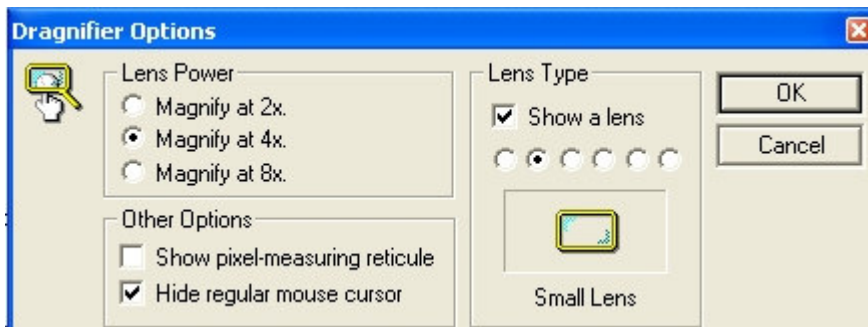 Dragnifier Options
Lens Power
Magnify at 2x.
Magnify at 4x.
Magnify at 8x.
Other Options
Show pixel-measuring reticule
Hide regular mouse cursor
Lens Type
Show a lens
Small Lens
OK
Cancel